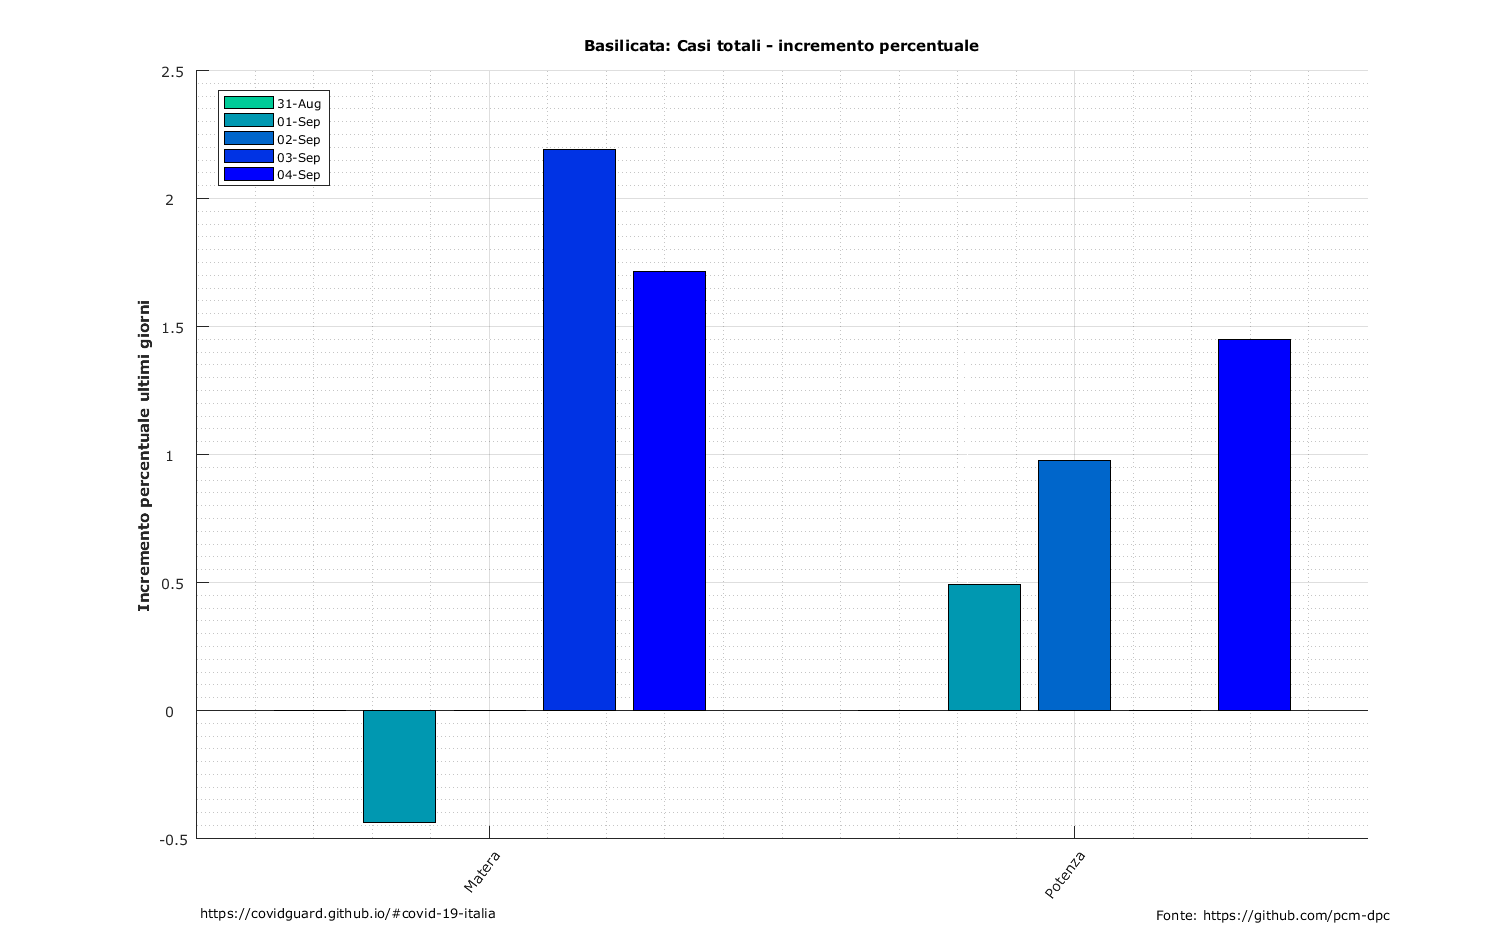 Basilicata: Casi totali - incremento percentuale
31-Aug
01-Sep
02-Sep
03-Sep
04-Sep
Incremento percentuale ultimi giorni
2.5
2
1.5
1
0.5
0
-0.5
Matera
Potenza
https://covidguard.github.io/#covid-19-italia
Fonte: https://github.com/pcm-dpc